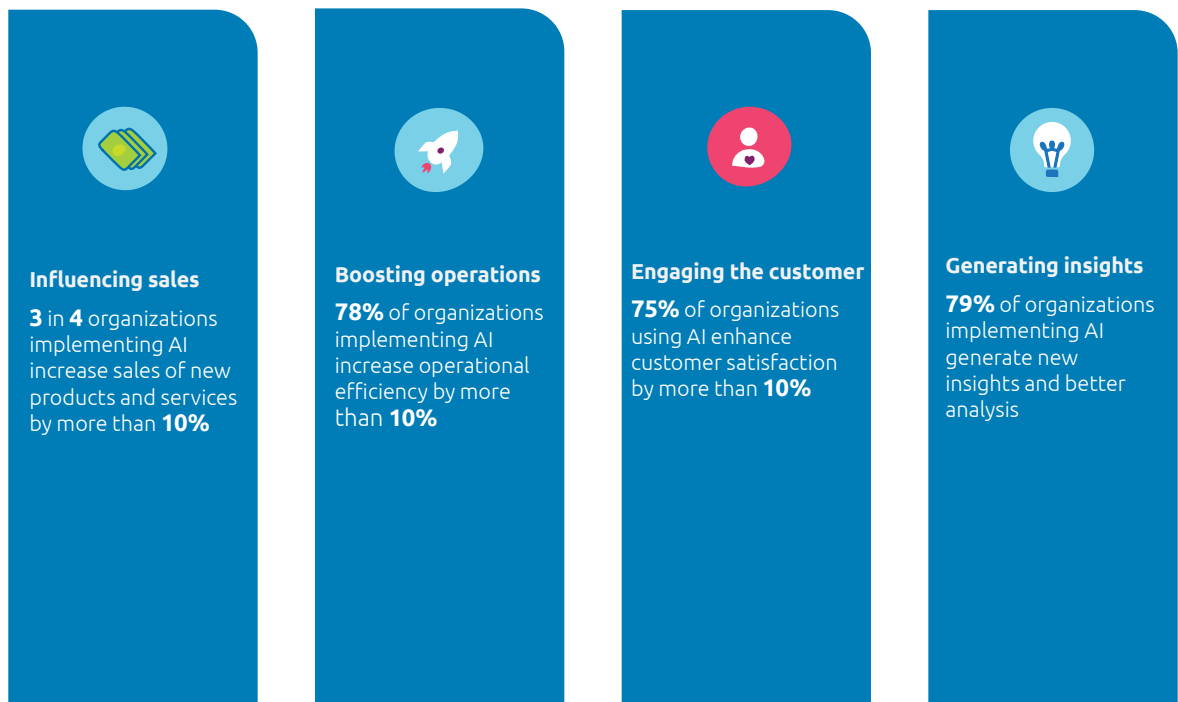 Influencing sales
3 in 4 organizations
implementing AI
increase sales of new
products and services
by more than 10%
Boosting operations
78% of organizations
implementing AI
increase operational
efficiency by more
than 10%
Engaging the customer
75% of organizations
using AI enhance
customer satisfaction
by more than 10%
Generating insights
79% of organizations
implementing AI
generate new
insights and better
analysis